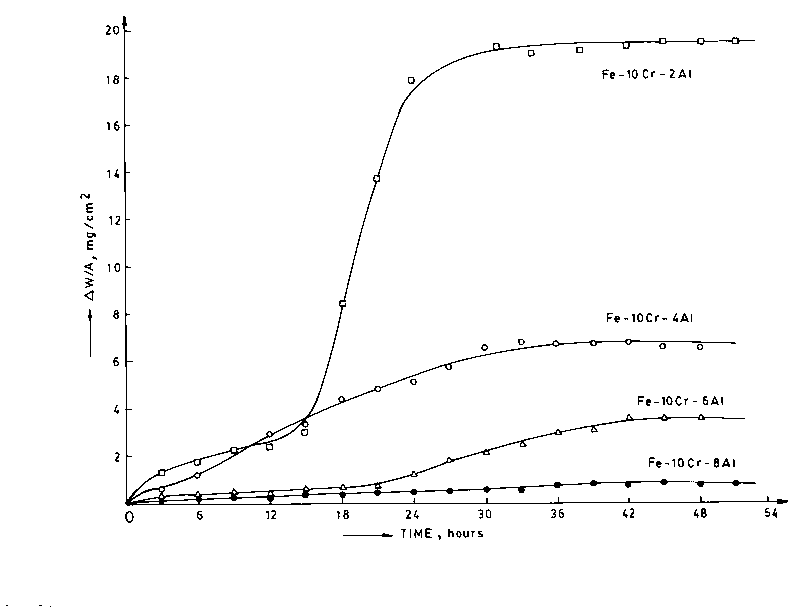 20
18
Fe-10Cr-2Al
16
14
12
ΔW/A, mg/cm²
10
8
Fe-10Cr-4Al
6
4
Fe-10Cr-6Al
2
Fe-10Cr-8Al
0 6 12 18 24 30 36 42 48 54
TIME, hours